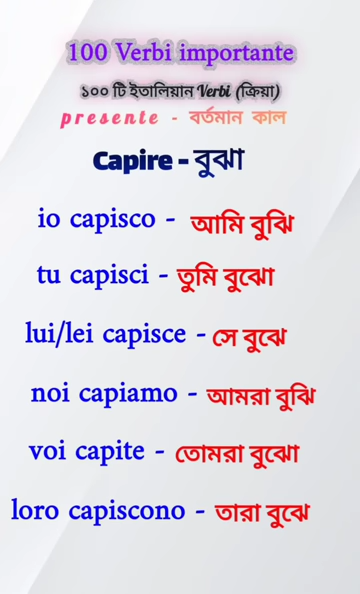 100 Verbi importante
১০০ টি ইতালিয়ান Verbi (ক্রিয়া)
presente - বর্তমান কাল
Capire - বুঝা
io capisco - আমি বুঝি
tu capisci - তুমি বুঝো
lui/lei capisce - সে বুঝে
noi capiamo - আমরা বুঝি
voi capite - তোমরা বুঝো
loro capiscono - তারা বুঝে